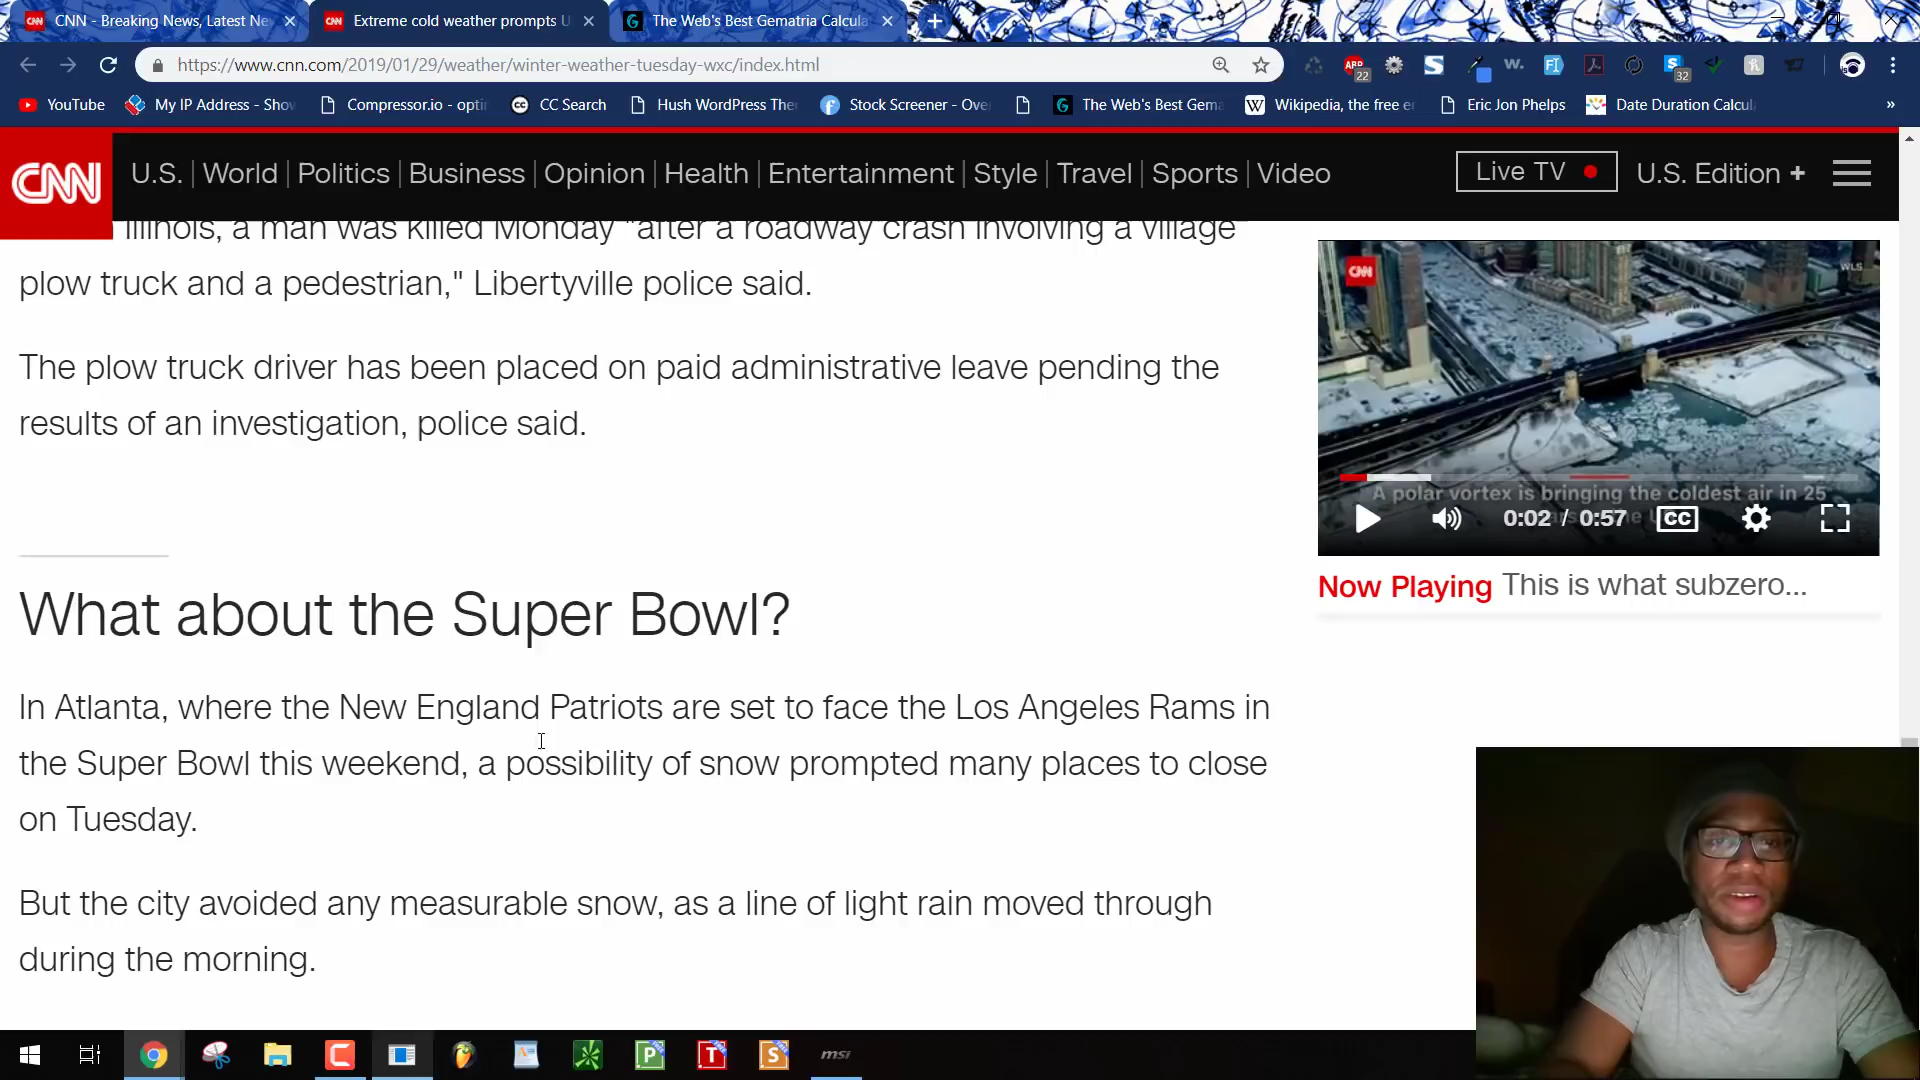 CNN - Breaking News, Latest Ne
Extreme cold weather prompts U
The Web's Best Gematria Calcula
https://www.cnn.com/2019/01/29/weather/winter-weather-tuesday-wxc/index.html
22
32
YouTube
My IP Address - Show
Compressor.io - opti
CC Search
Hush WordPress The
Stock Screener - Ove
The Web's Best Gema
Wikipedia, the free e
Eric Jon Phelps
Date Duration Calcu
»
CNN
U.S. | World | Politics | Business | Opinion | Health | Entertainment | Style | Travel | Sports | Video
Live TV
U.S. Edition +
Illinois, a man was killed Monday "after a roadway crash involving a village
plow truck and a pedestrian," Libertyville police said.
The plow truck driver has been placed on paid administrative leave pending the
results of an investigation, police said.
CNN
WLS
A polar vortex is bringing the coldest air in 25
0:02 / 0:57
CC
Now Playing This is what subzero...
What about the Super Bowl?
In Atlanta, where the New England Patriots are set to face the Los Angeles Rams in
the Super Bowl this weekend, a possibility of snow prompted many places to close
on Tuesday.
But the city avoided any measurable snow, as a line of light rain moved through
during the morning.
P
T
S
msi